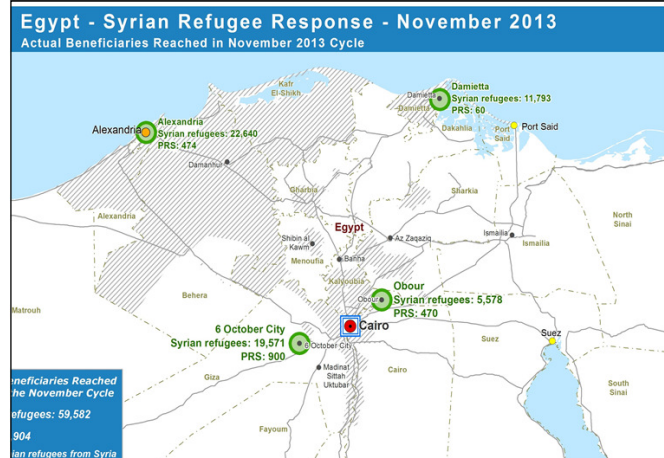 Egypt - Syrian Refugee Response - November 2013
Actual Beneficiaries Reached in November 2013 Cycle
Kafr
El-Shikh
Damietta
Syrian refugees: 11,793
PRS: 60
Damietta
Damietta
Alexandria
Syrian refugees: 22,640
PRS: 474
Alexandria
Dakahlia
Port
Said
Port Said
Damanhur
Gharbia
Sharkia
Alexandria
North
Sinai
Egypt
Shibin al
Kawm
Az Zaqaziq
Ismailia
Ismailia
Menoufia
Banha
Kalyoubia
Behera
Matrouh
Obour
Syrian refugees: 5,578
PRS: 470
Obour
Cairo
6 October City
Syrian refugees: 19,571
PRS: 900
6 October City
Suez
Suez
Giza
Madinat
Sittah
Uktubar
Cairo
South
Sinai
Fayoum
eneficiaries Reached
he November Cycle
efugees: 59,582
904
ian refugees from Syria